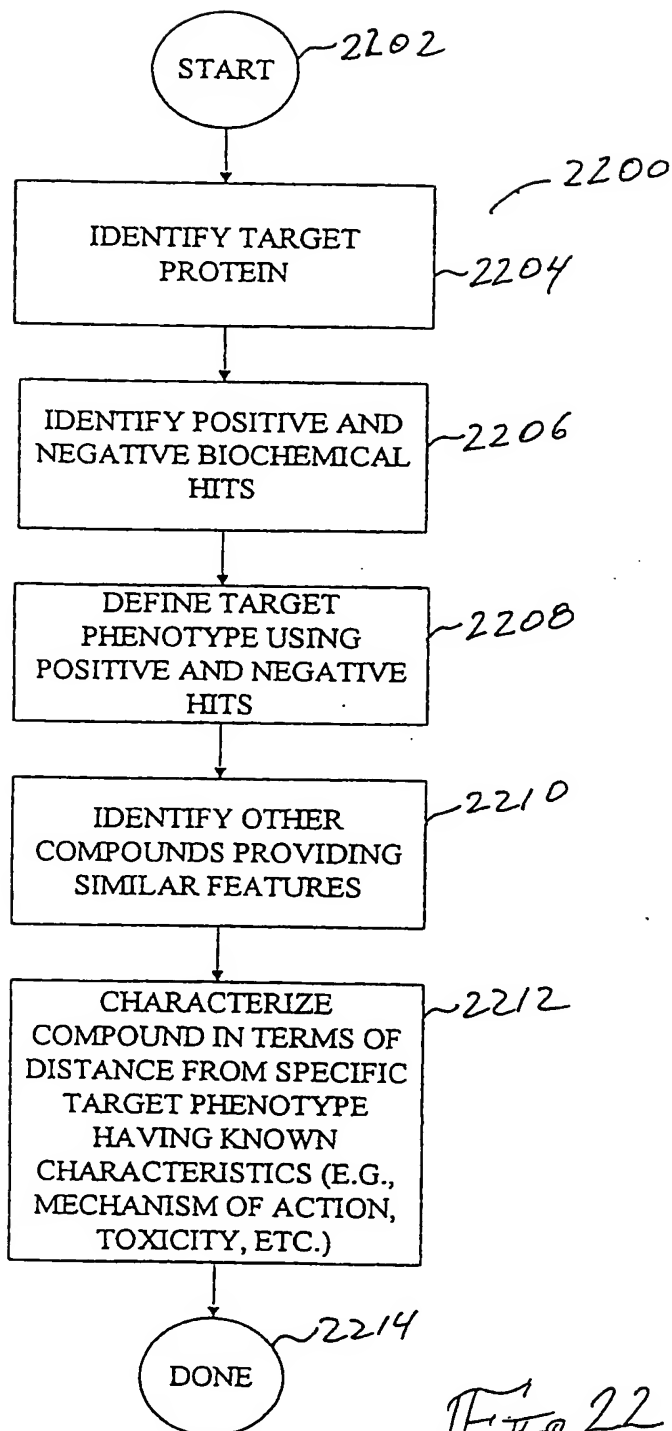 START
2202
2200
IDENTIFY TARGET
PROTEIN
2204
IDENTIFY POSITIVE AND
NEGATIVE BIOCHEMICAL
HITS
2206
DEFINE TARGET
PHENOTYPE USING
POSITIVE AND NEGATIVE
HITS
2208
IDENTIFY OTHER
COMPOUNDS PROVIDING
SIMILAR FEATURES
2210
CHARACTERIZE
COMPOUND IN TERMS OF
DISTANCE FROM SPECIFIC
TARGET PHENOTYPE
HAVING KNOWN
CHARACTERISTICS (E.G.,
MECHANISM OF ACTION,
TOXICITY, ETC.)
2212
DONE
2214
Fig 22